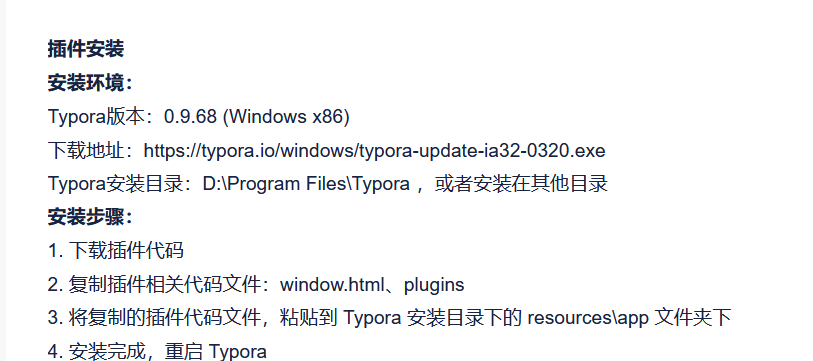 插件安装
安装环境：
Typora版本：0.9.68 (Windows x86)
下载地址：https://typora.io/windows/typora-update-ia32-0320.exe
Typora安装目录：D:\Program Files\Typora ，或者安装在其他目录
安装步骤：
1. 下载插件代码
2. 复制插件相关代码文件：window.html、plugins
3. 将复制的插件代码文件，粘贴到 Typora 安装目录下的 resources\app 文件夹下
4. 安装完成，重启 Typora